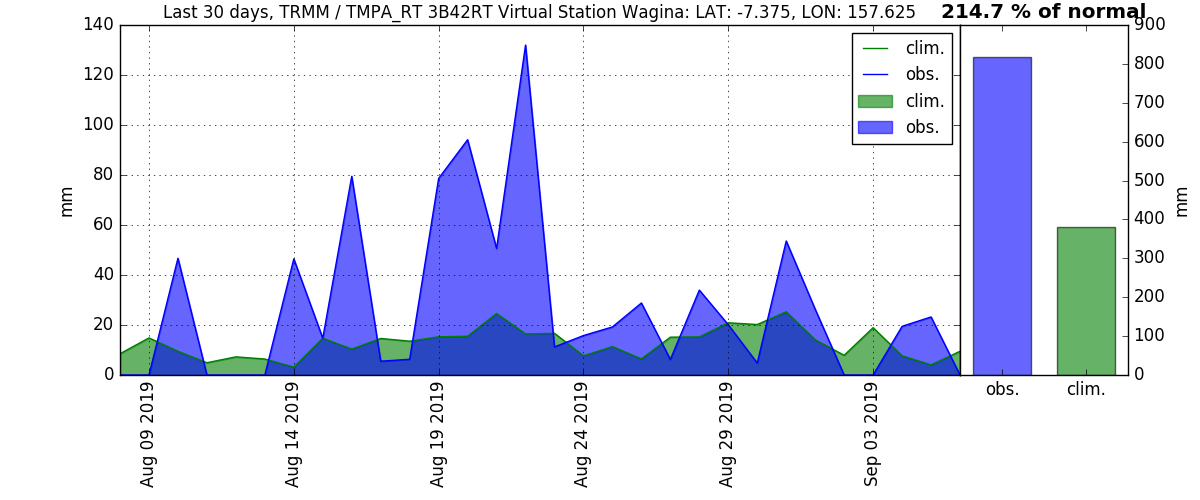 Last 30 days, TRMM / TMPA_RT 3B42RT Virtual Station Wagina: LAT: -7.375, LON: 157.625
214.7 % of normal
140
120
100
80
60
40
20
0
mm
clim.
obs.
clim.
obs.
Aug 09 2019
Aug 14 2019
Aug 19 2019
Aug 24 2019
Aug 29 2019
Sep 03 2019
obs.
clim.
900
800
700
600
500
400
300
200
100
0
mm